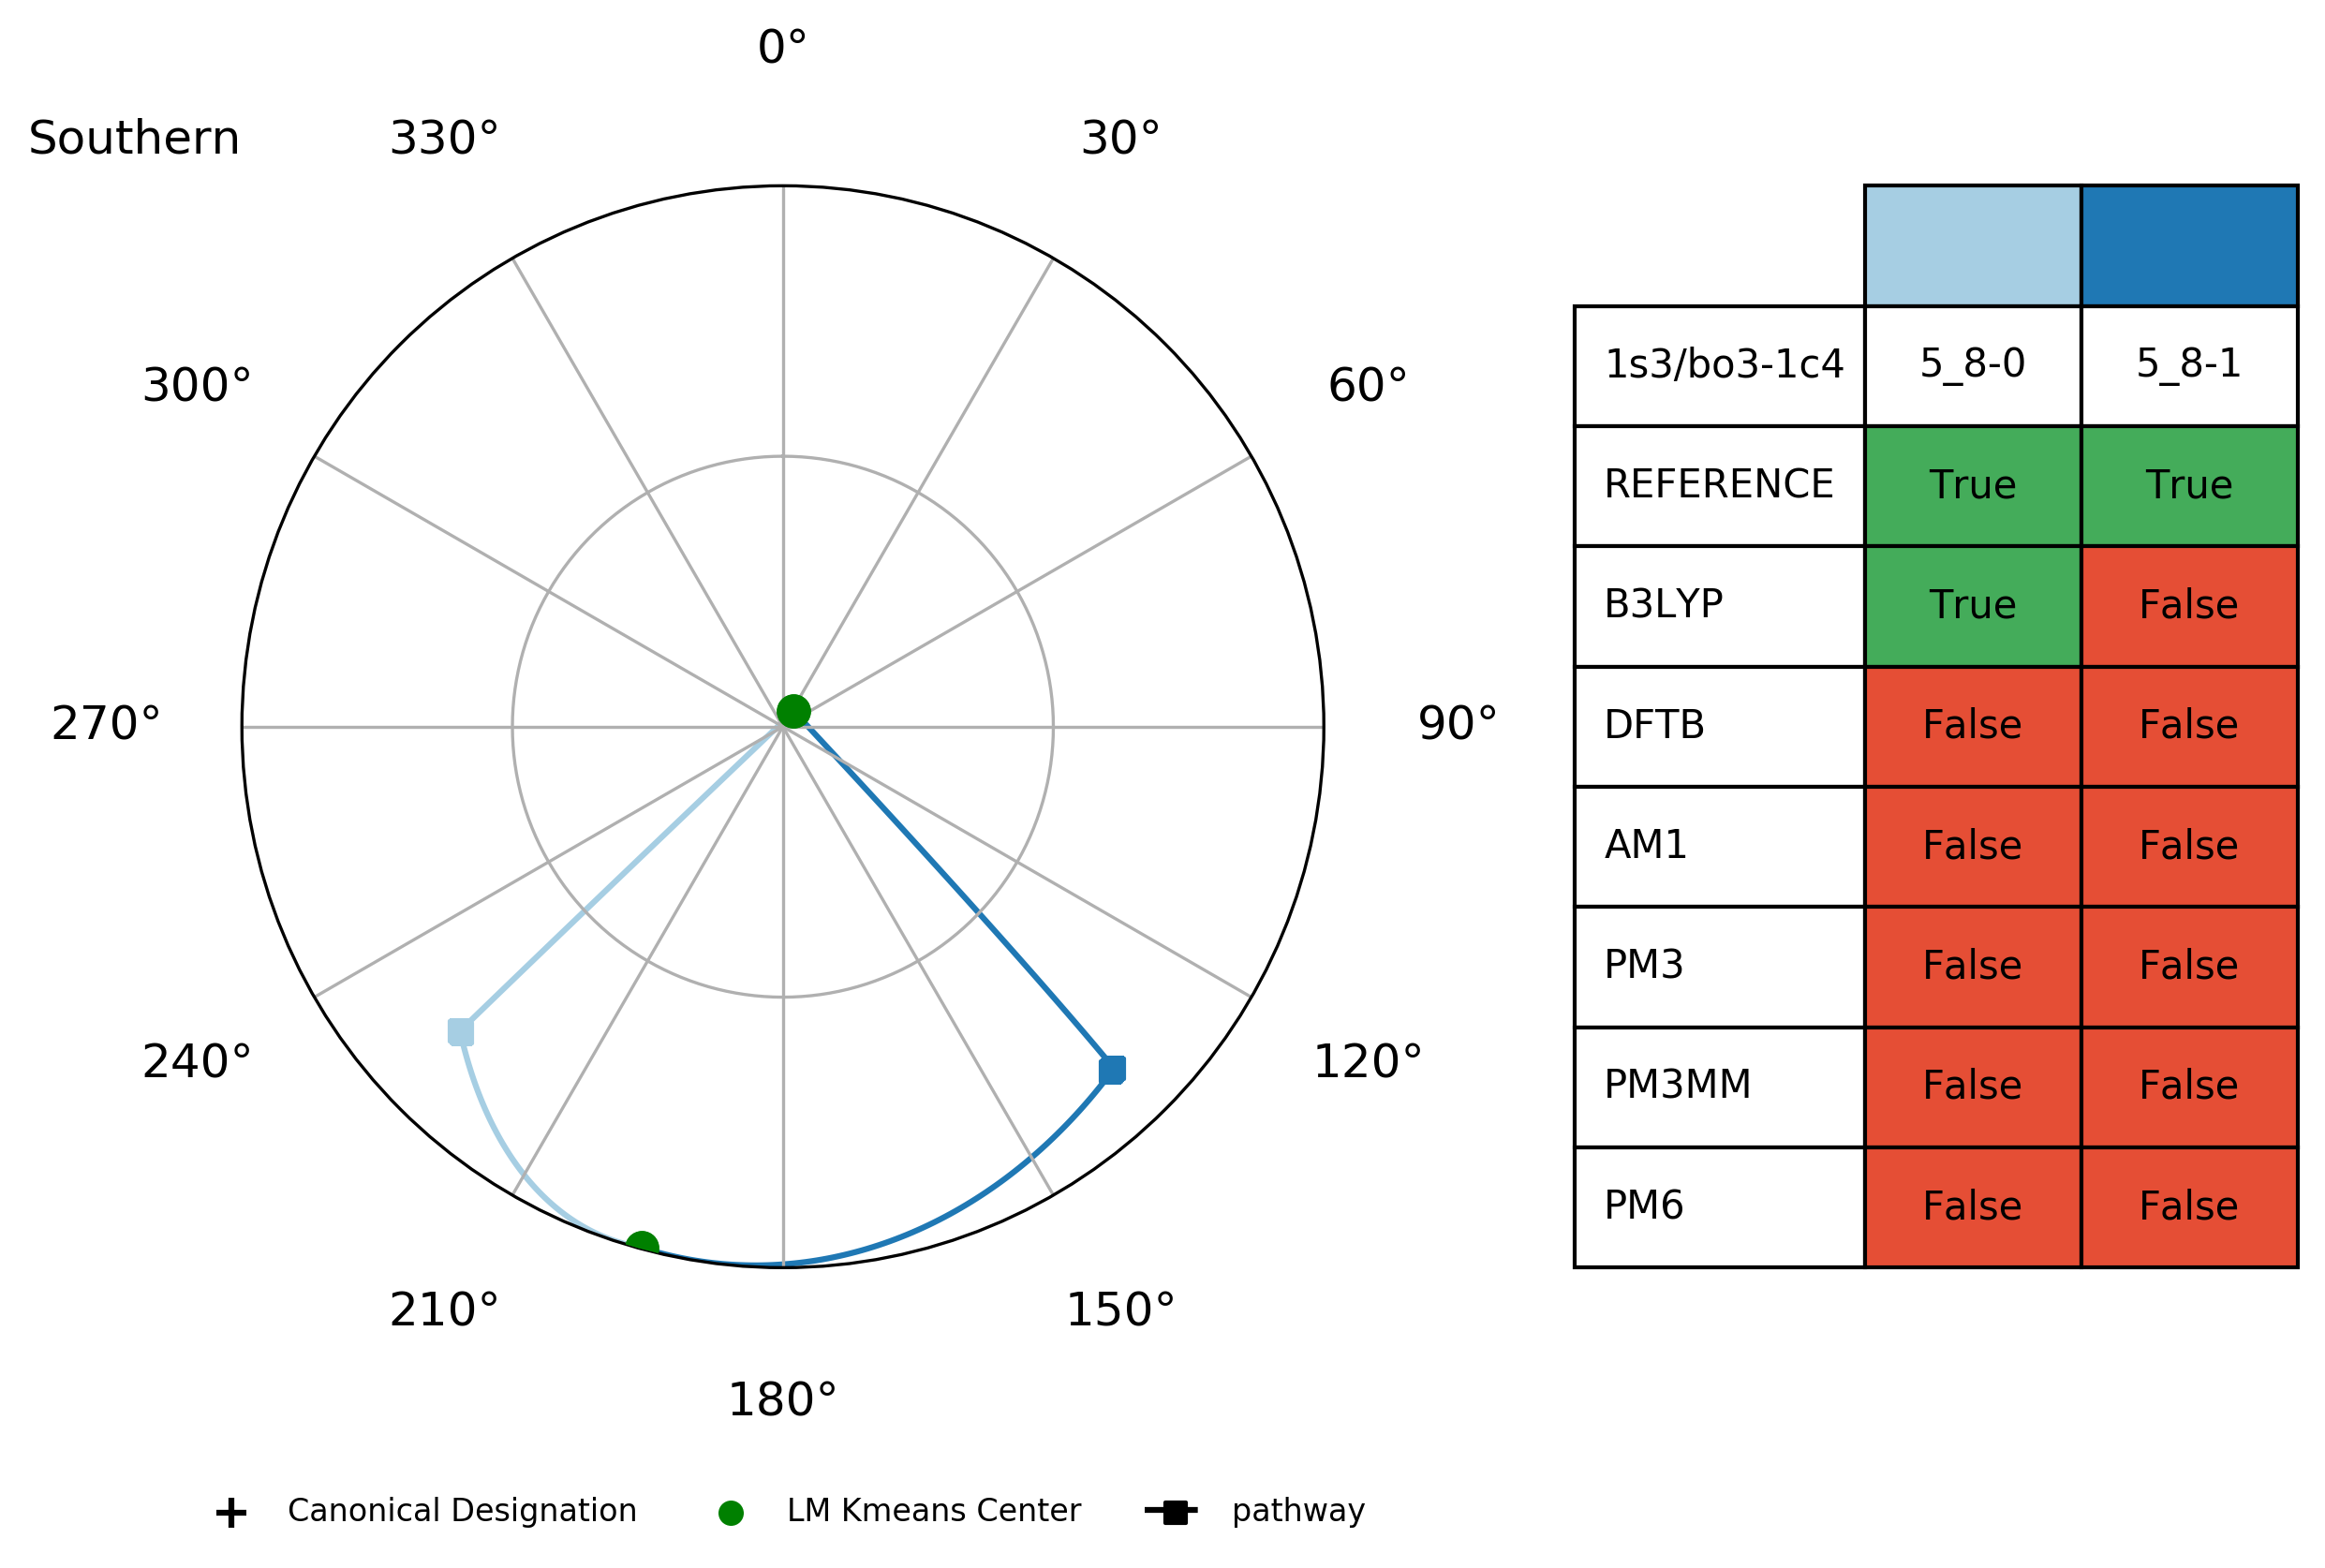 0°
Southern
330°
30°
300°
60°
270°
90°
240°
120°
210°
150°
180°
1s3/bo3-1c4 5_8-0 5_8-1
REFERENCE True True
B3LYP True False
DFTB False False
AM1 False False
PM3 False False
PM3MM False False
PM6 False False
Canonical Designation LM Kmeans Center pathway